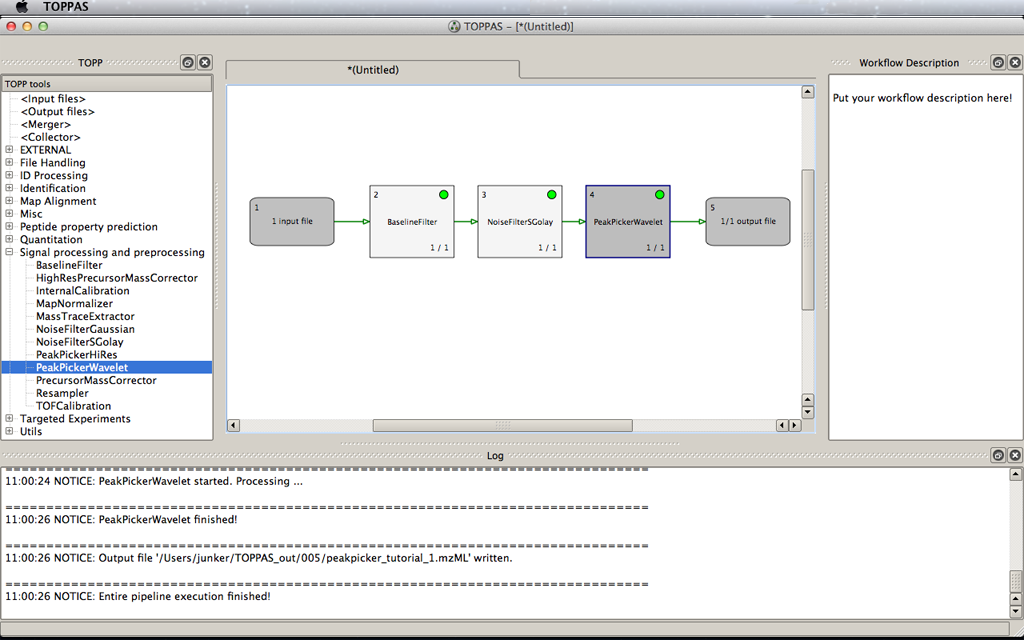 TOPPAS
TOPPAS – [*(Untitled)]
TOPP
*(Untitled)
Workflow Description
TOPP tools
<Input files>
<Output files>
<Merger>
<Collector>
EXTERNAL
File Handling
ID Processing
Identification
Map Alignment
Misc
Peptide property prediction
Quantation
Signal processing and preprocessing
BaselineFilter
HighResPrecursorMassCorrector
InternalCalibration
MapNormalizer
MassTraceExtractor
NoiseFilterGaussian
NoiseFilterSGolay
PeakPickerHiRes
PeakPickerWavelet
PrecursorMassCorrector
Resampler
TOFCalibration
Targeted Experiments
Utils
1
1 input file
2
BaselineFilter
1 / 1
3
NoiseFilterSGolay
1 / 1
4
PeakPickerWavelet
1 / 1
5
1/1 output file
Put your workflow description here!
Log
==============================================================================
11:00:24 NOTICE: PeakPickerWavelet started. Processing ...
==============================================================================
11:00:26 NOTICE: PeakPickerWavelet finished!
==============================================================================
11:00:26 NOTICE: Output file '/Users/junker/TOPPAS_out/005/peakpicker_tutorial_1.mzML' written.
==============================================================================
11:00:26 NOTICE: Entire pipeline execution finished!